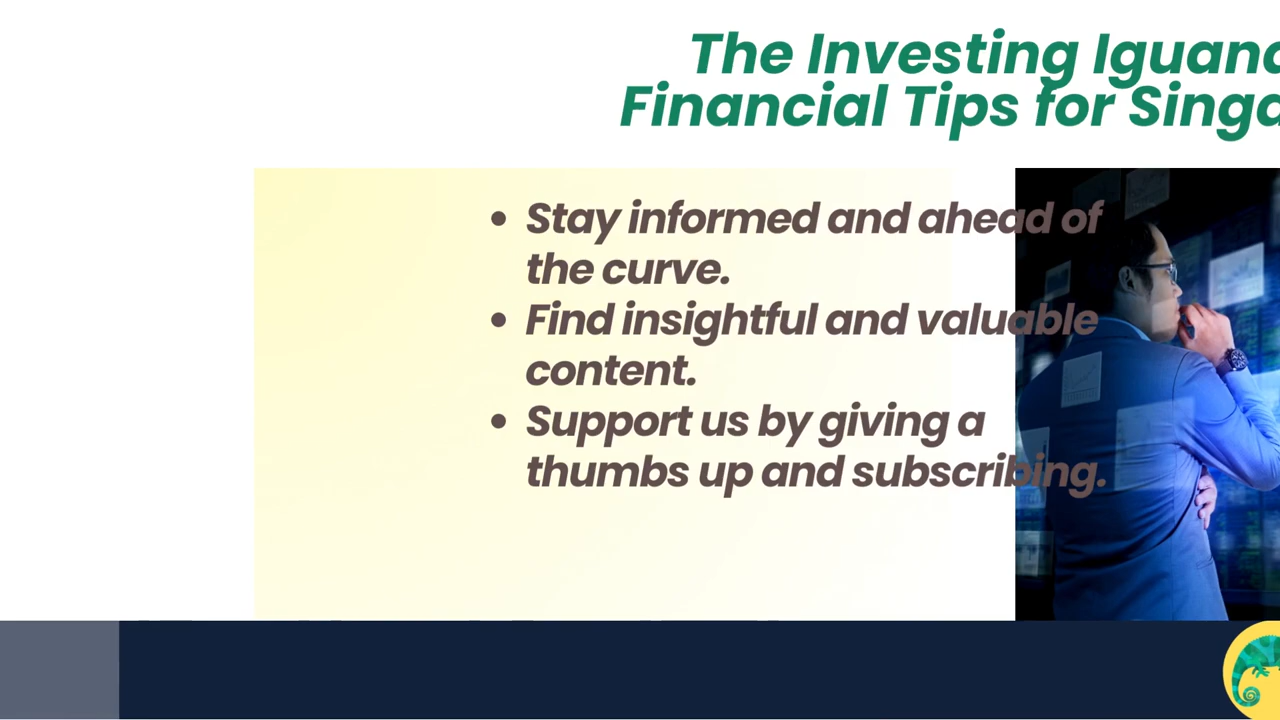 The Investing Iguana
Financial Tips for Singa
• Stay informed and ahead of
the curve.
• Find insightful and valuable
content.
• Support us by giving a
thumbs up and subscribing.